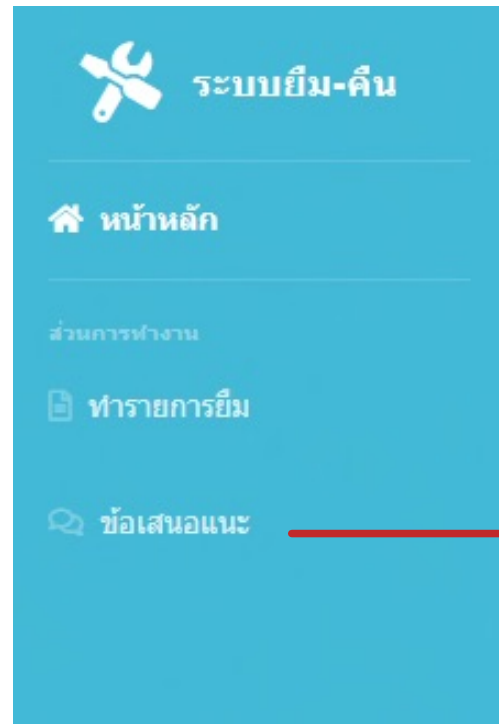 ระบบยืม-คืน
หน้าหลัก
ส่วนการทำงาน
ทำรายการยืม
ข้อเสนอแนะ